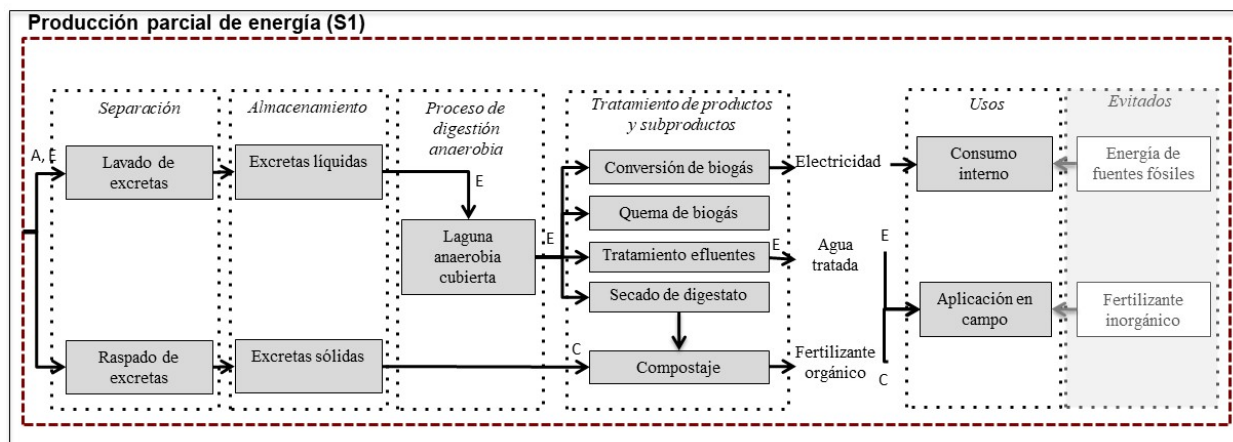 Producción parcial de energía (S1)
Separación
Almacenamiento
Proceso de
digestión
anaerobia
Tratamiento de productos
y subproductos
Usos
Evitados
A, E
Lavado de
excretas
Excretas líquidas
E
Laguna
anaerobia
cubierta
E
Conversión de biogás
Electricidad
Consumo
interno
Energía de
fuentes fósiles
Quema de biogás
Tratamiento efluentes
E
Agua
tratada
E
Secado de digestato
Aplicación en
campo
Fertilizante
inorgánico
Raspado de
excretas
Excretas sólidas
C
Compostaje
Fertilizante
orgánico
C